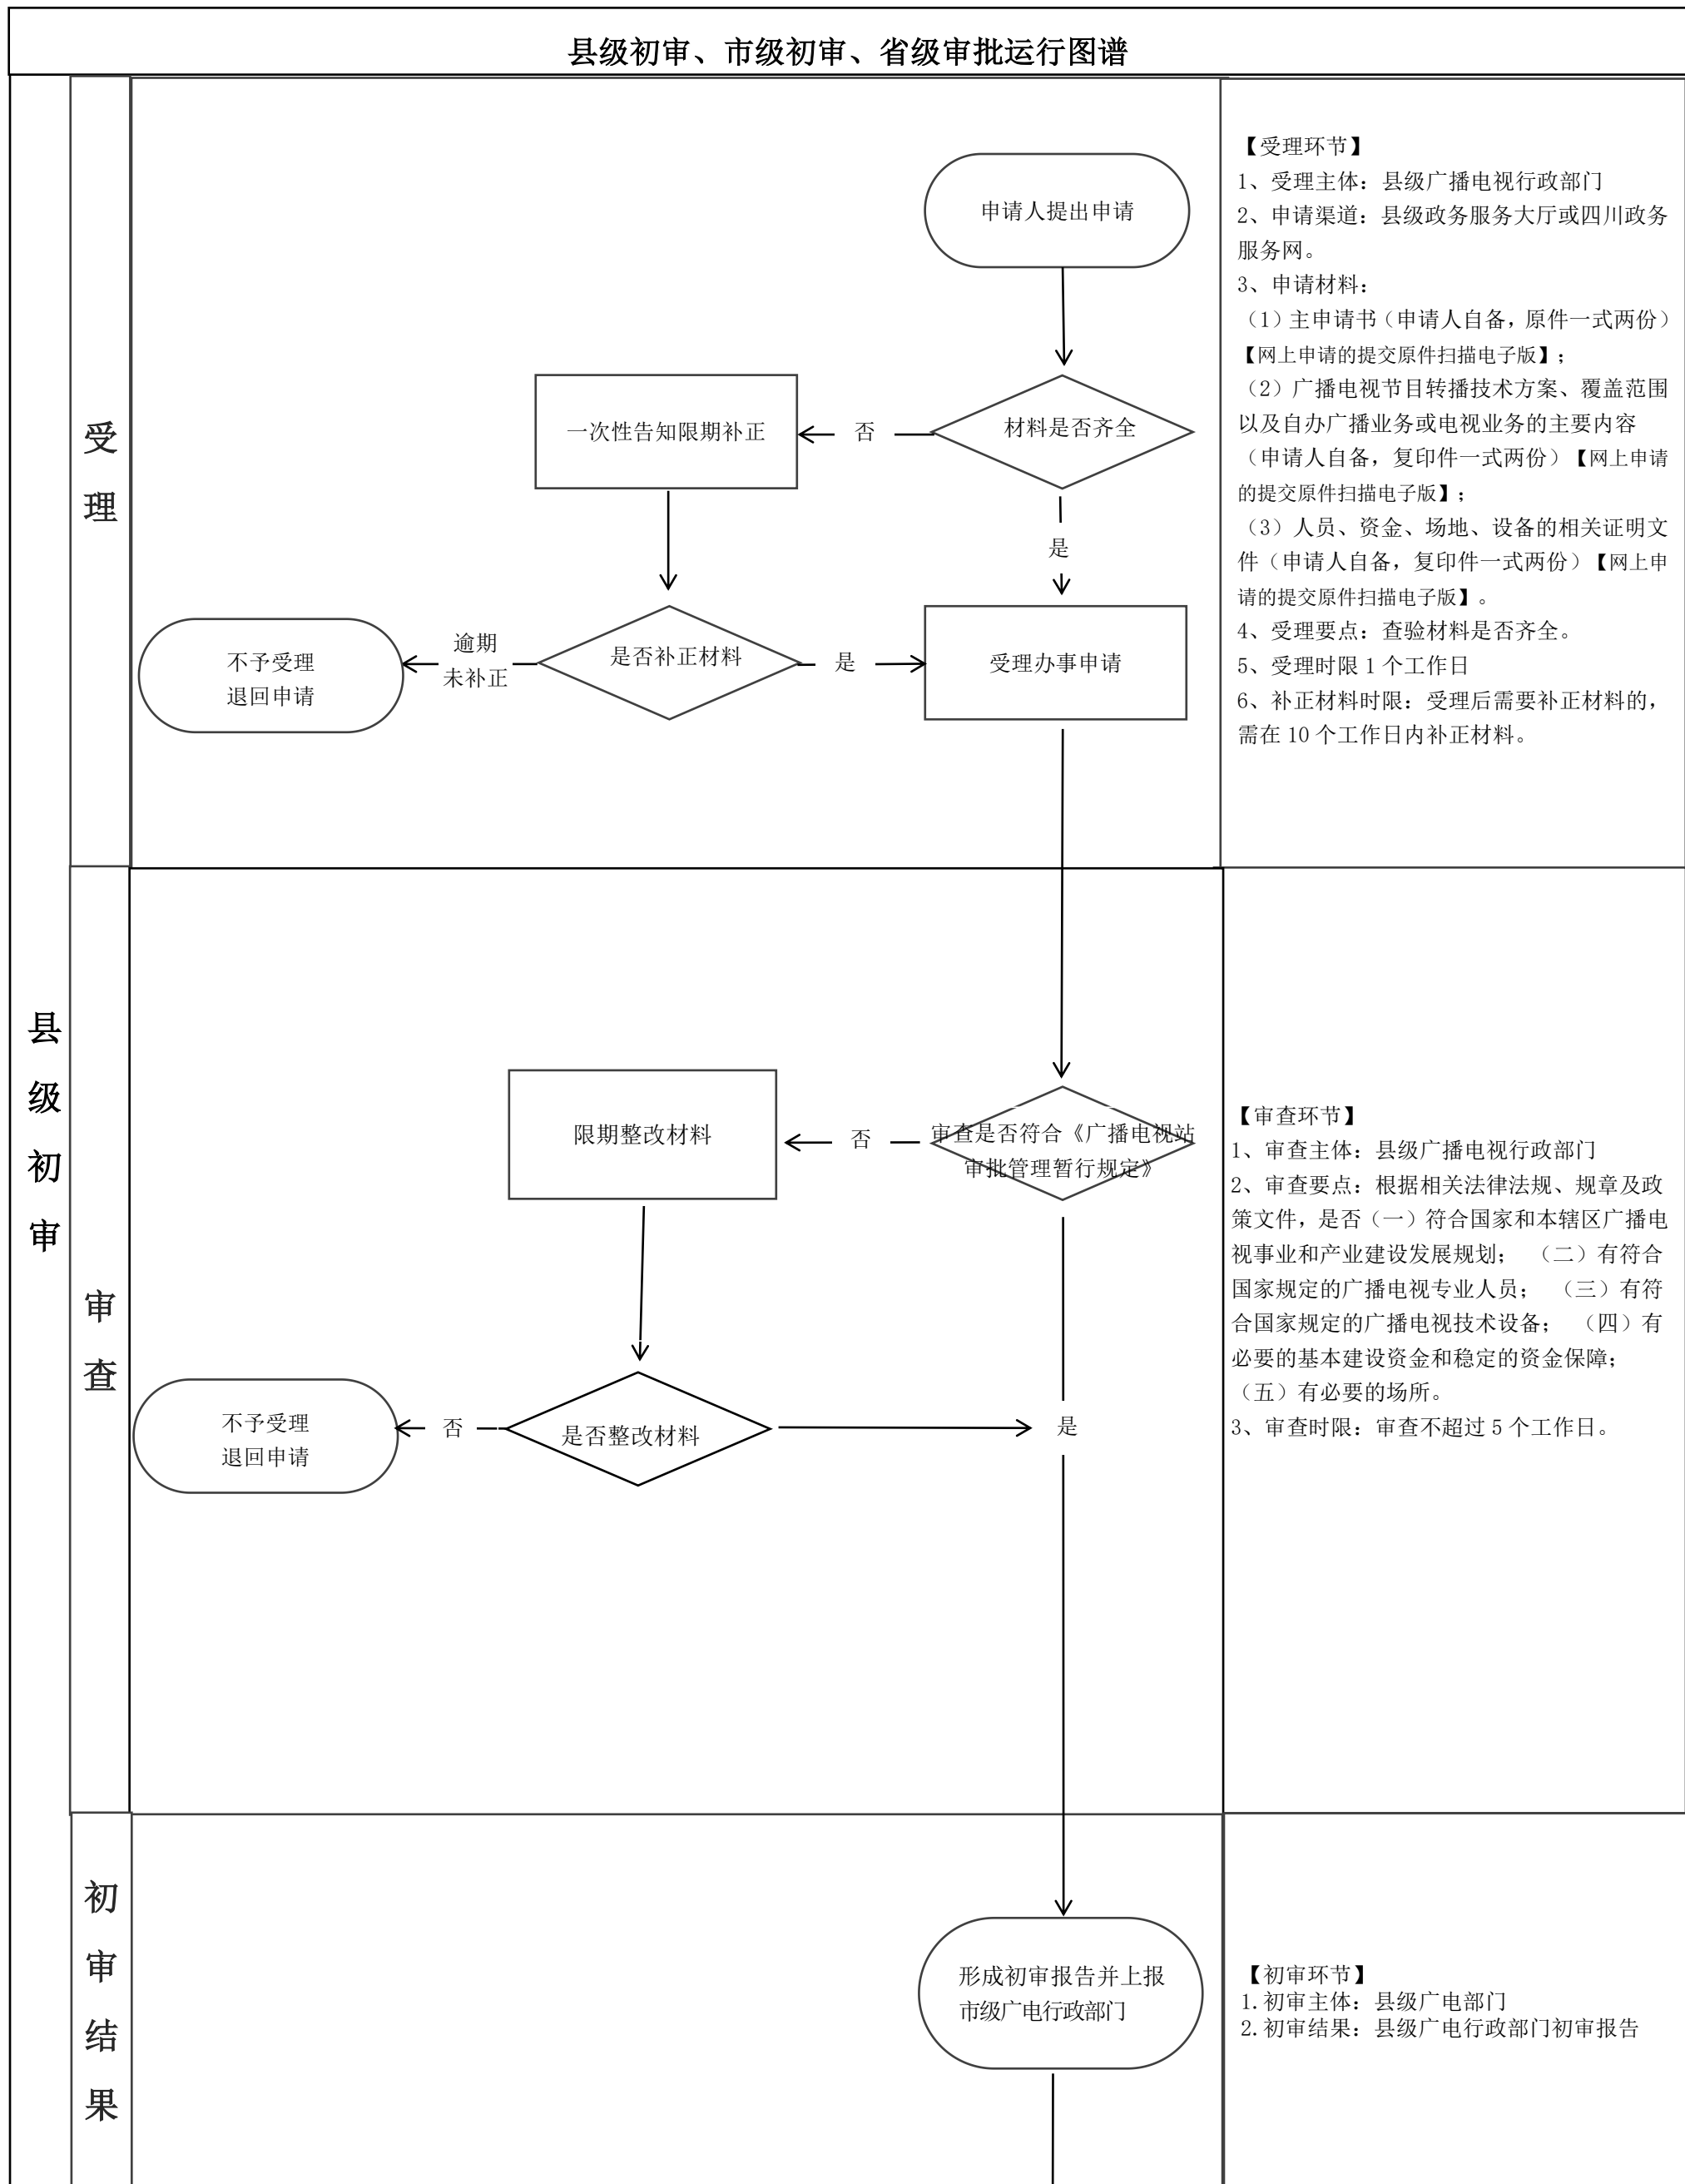 县级初审、市级初审、省级审批运行图谱
县级初审
受理
申请人提出申请
材料是否齐全
否
一次性告知限期补正
是
是否补正材料
逾期
未补正
不予受理
退回申请
是
受理办事申请
【受理环节】
1、受理主体：县级广播电视行政部门
2、申请渠道：县级政务服务大厅或四川政务
服务网。
3、申请材料：
（1）主申请书（申请人自备，原件一式两份）
【网上申请的提交原件扫描电子版】；
（2）广播电视节目转播技术方案、覆盖范围
以及自办广播业务或电视业务的主要内容
（申请人自备，复印件一式两份）【网上申请
的提交原件扫描电子版】；
（3）人员、资金、场地、设备的相关证明文
件（申请人自备，复印件一式两份）【网上申
请的提交原件扫描电子版】。
4、受理要点：查验材料是否齐全。
5、受理时限 1 个工作日
6、补正材料时限：受理后需要补正材料的，
需在 10 个工作日内补正材料。
审查
审查是否符合《广播电视站
审批管理暂行规定》
否
限期整改材料
是否整改材料
否
不予受理
退回申请
是
【审查环节】
1、审查主体：县级广播电视行政部门
2、审查要点：根据相关法律法规、规章及政
策文件，是否（一）符合国家和本辖区广播电
视事业和产业建设发展规划； （二）有符合
国家规定的广播电视专业人员； （三）有符
合国家规定的广播电视技术设备； （四）有
必要的基本建设资金和稳定的资金保障；
（五）有必要的场所。
3、审查时限：审查不超过 5 个工作日。
初审结果
形成初审报告并上报
市级广电行政部门
【初审环节】
1.初审主体：县级广电部门
2.初审结果：县级广电行政部门初审报告